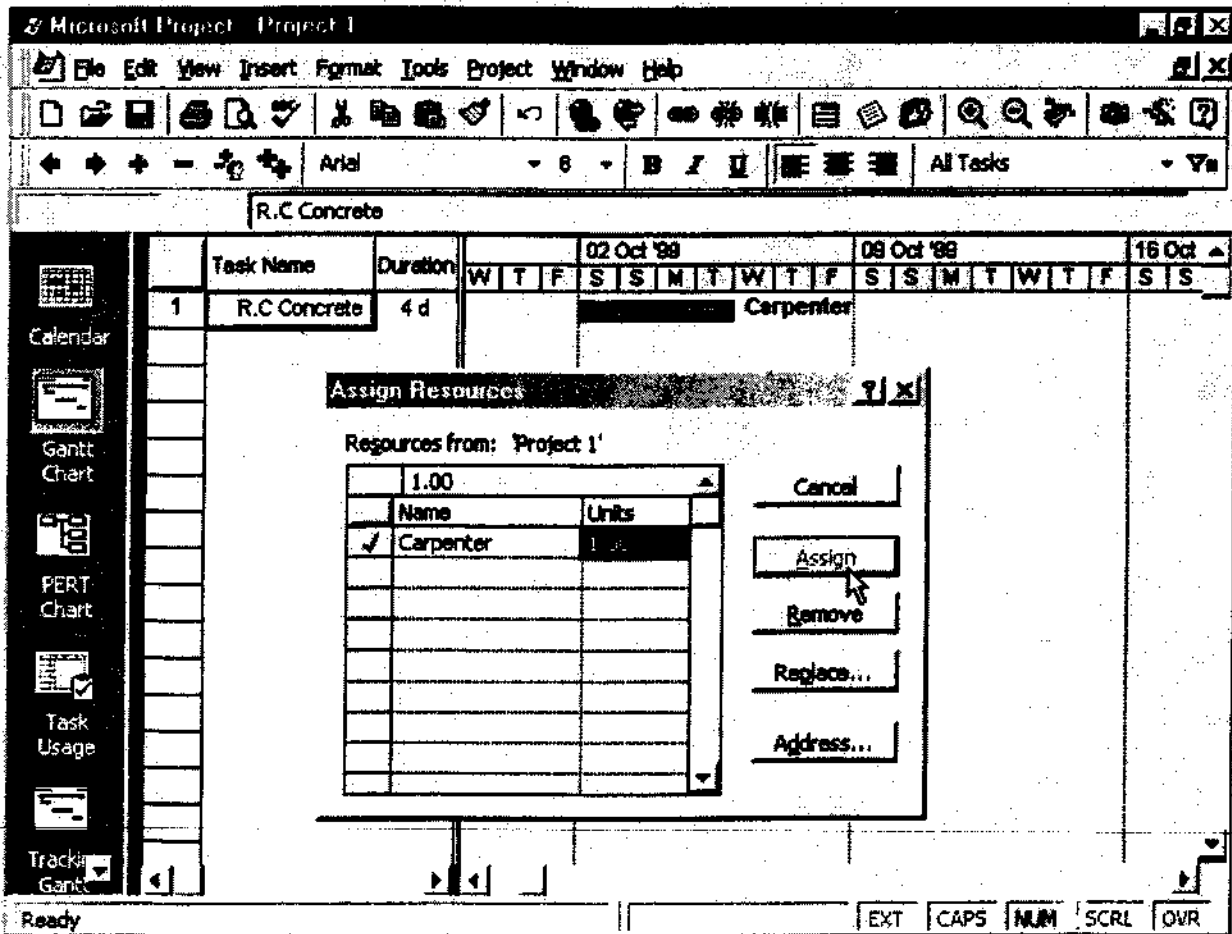 Microsoft Project Project 1
File Edit View Insert Format Tools Project Window Help
Arial 8 B I U All Tasks
R.C Concrete
Task Name Duration 02 Oct '99 09 Oct '99 16 Oct
W T F S S M T W T F S S M T W T F S S
1 R.C Concrete 4 d Carpenter
Calendar
Gantt Chart
PERT Chart
Task Usage
Tracking
Assign Resources
Resources from: 'Project 1'
1.00
Name Units
Carpenter
Cancel
Assign
Remove
Replace...
Address...
Ready EXT CAPS NUM SCRL OVR